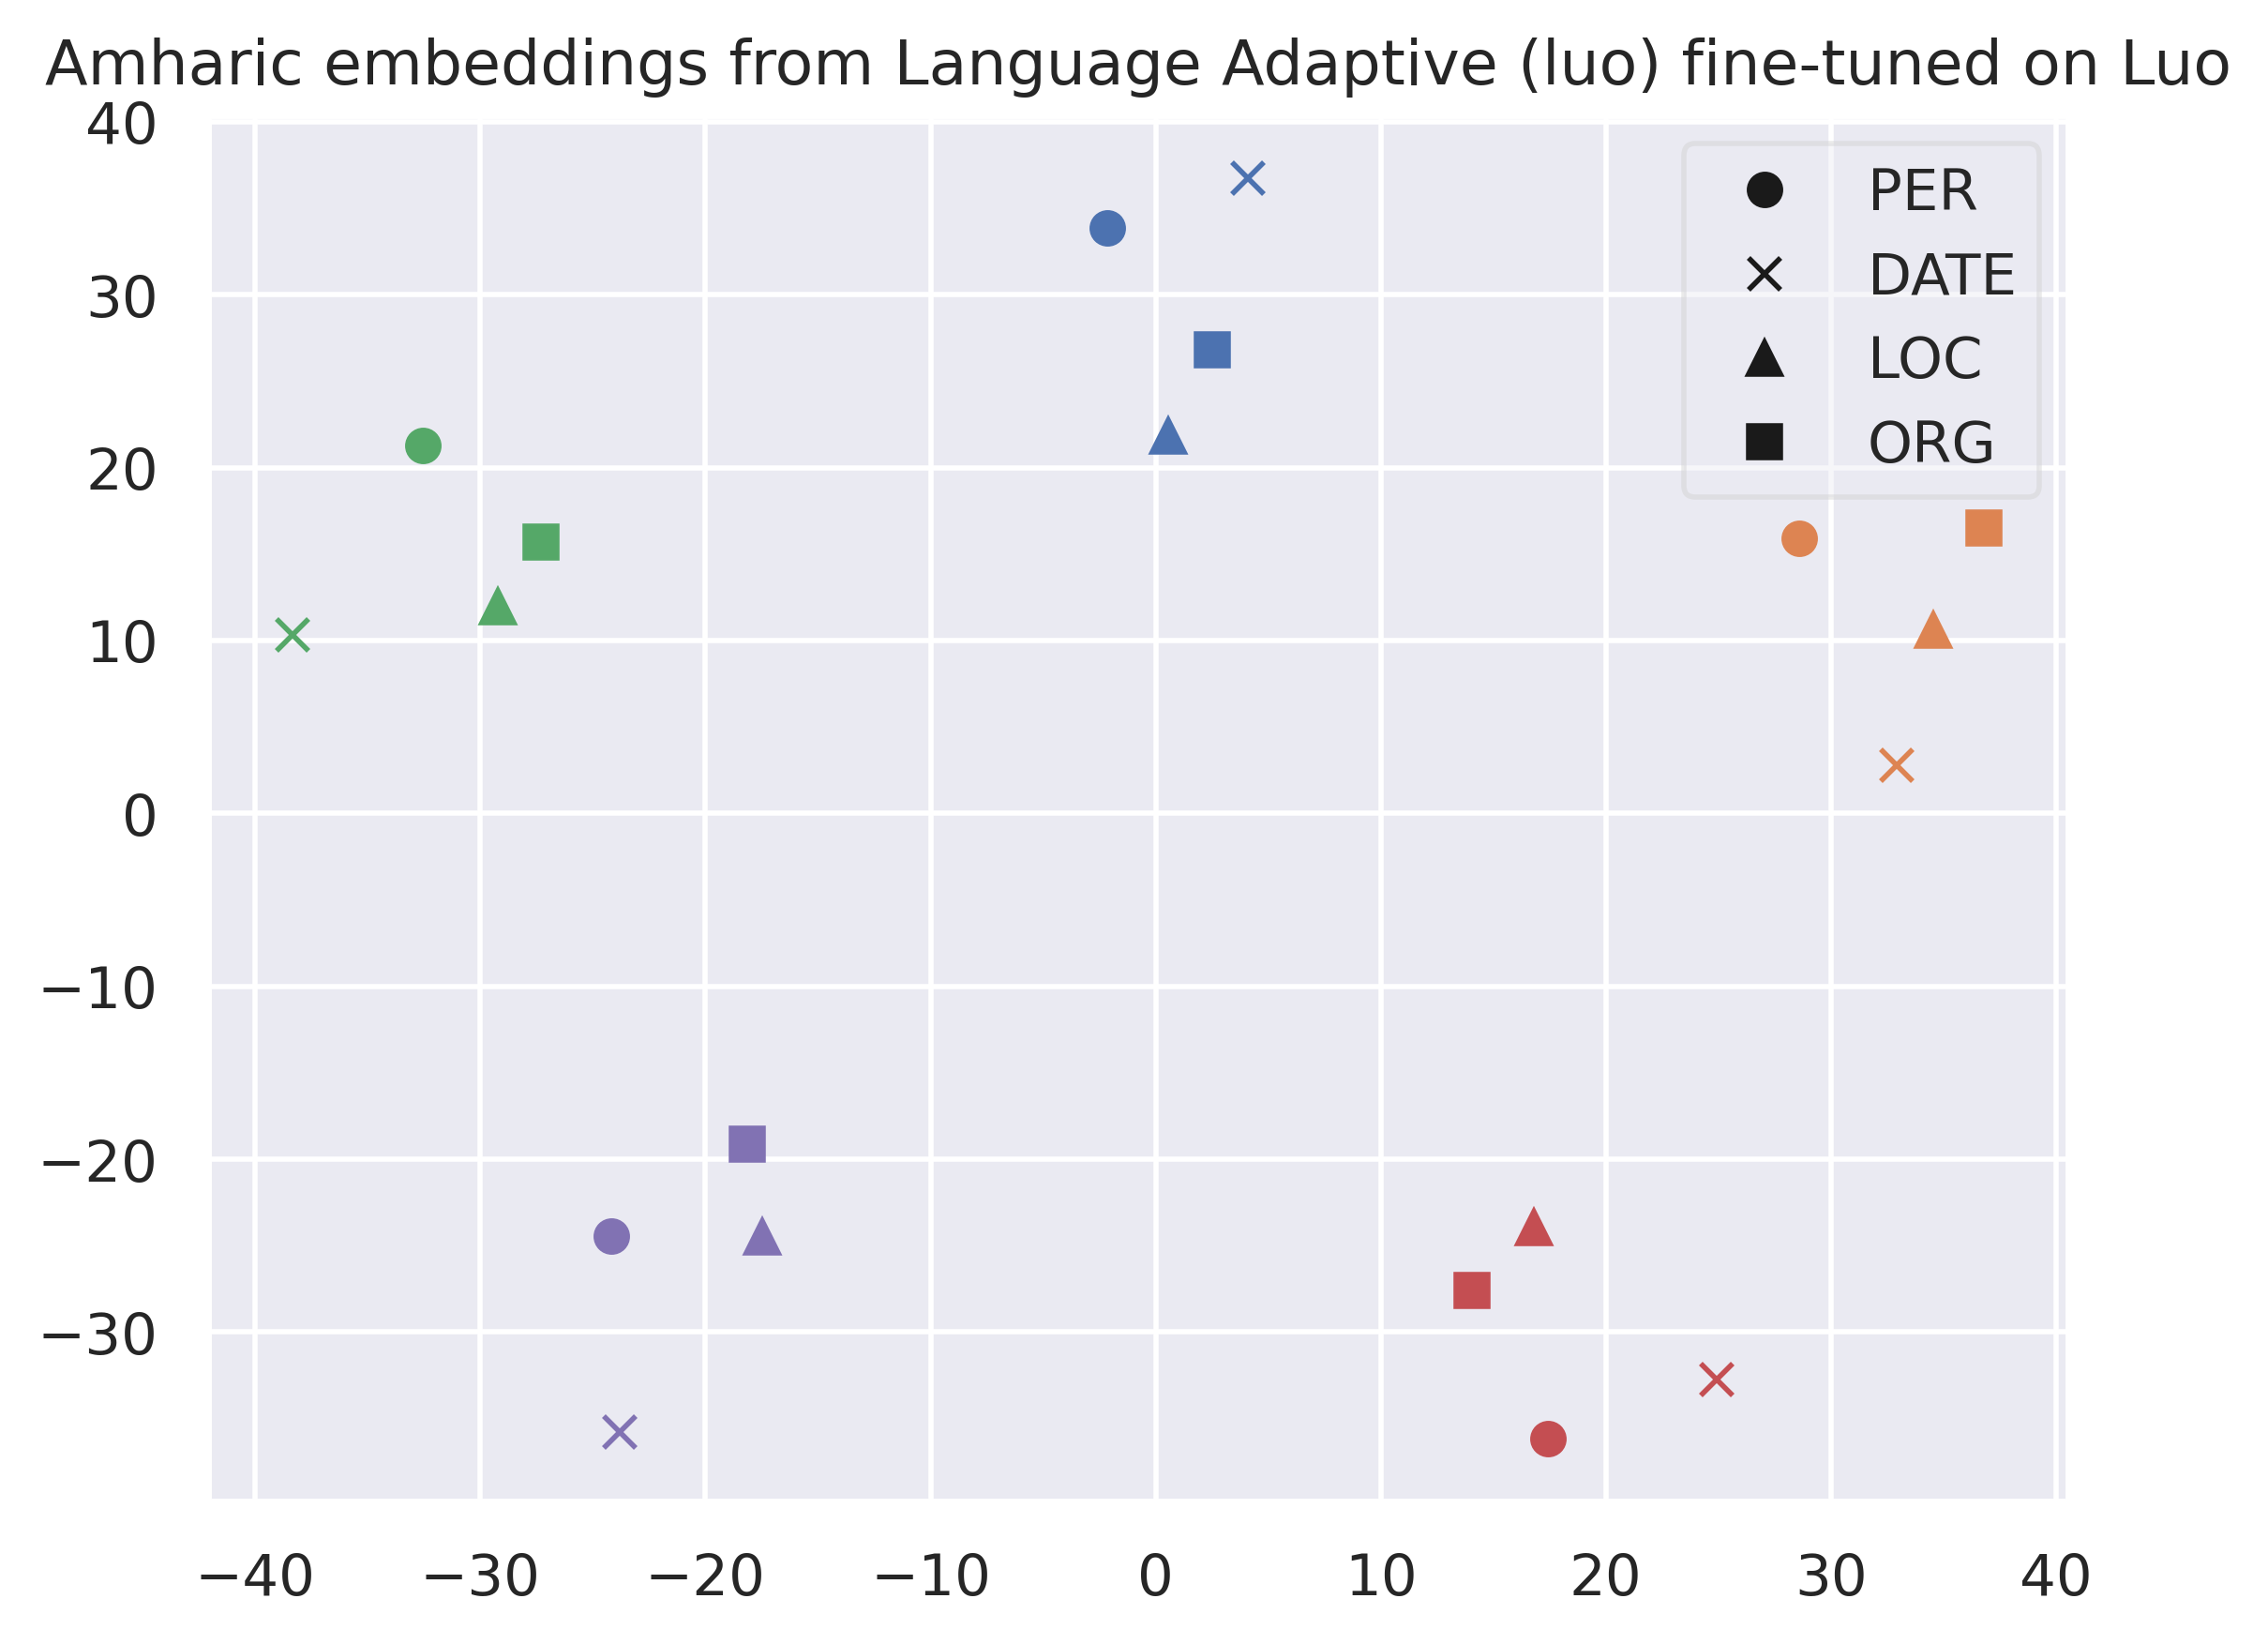 Amharic embeddings from Language Adaptive (luo) fine-tuned on Luo
40
30
20
10
0
−10
−20
−30
PER
DATE
LOC
ORG
−40 −30 −20 −10 0 10 20 30 40